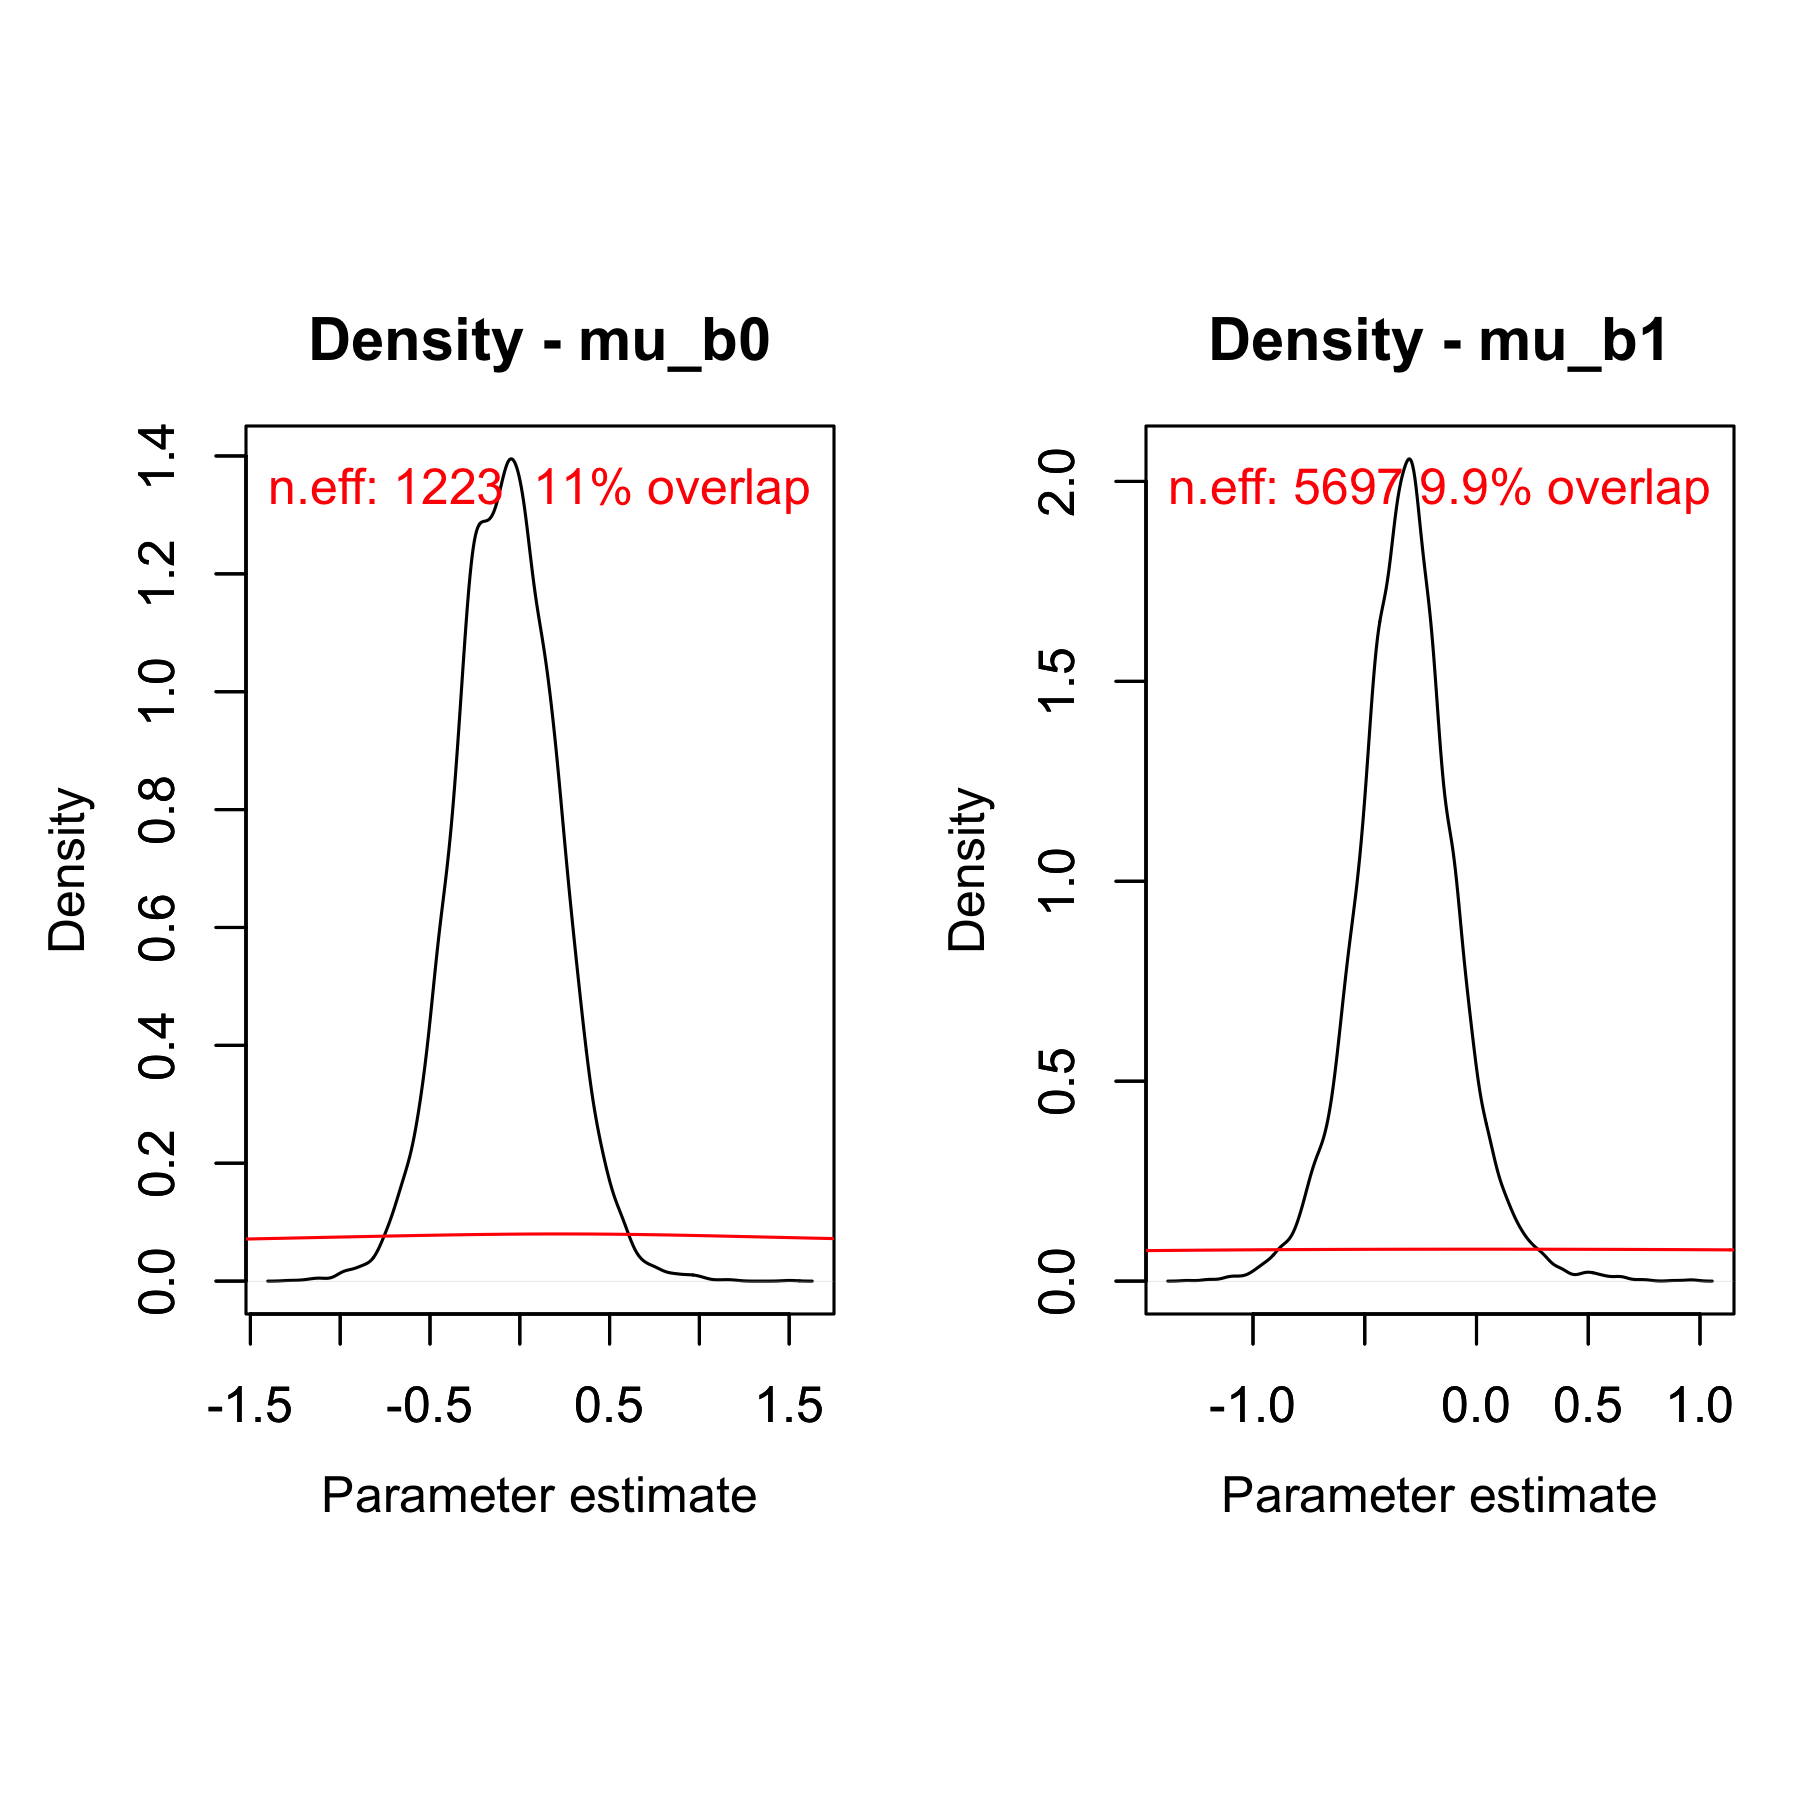 Density - mu_b0
n.eff: 1223 11% overlap
Density
1.4
1.2
1.0
0.8
0.6
0.4
0.2
0.0
-1.5 -0.5 0.5 1.5
Parameter estimate
Density - mu_b1
n.eff: 5697 9.9% overlap
Density
2.0
1.5
1.0
0.5
0.0
-1.0 0.0 0.5 1.0
Parameter estimate